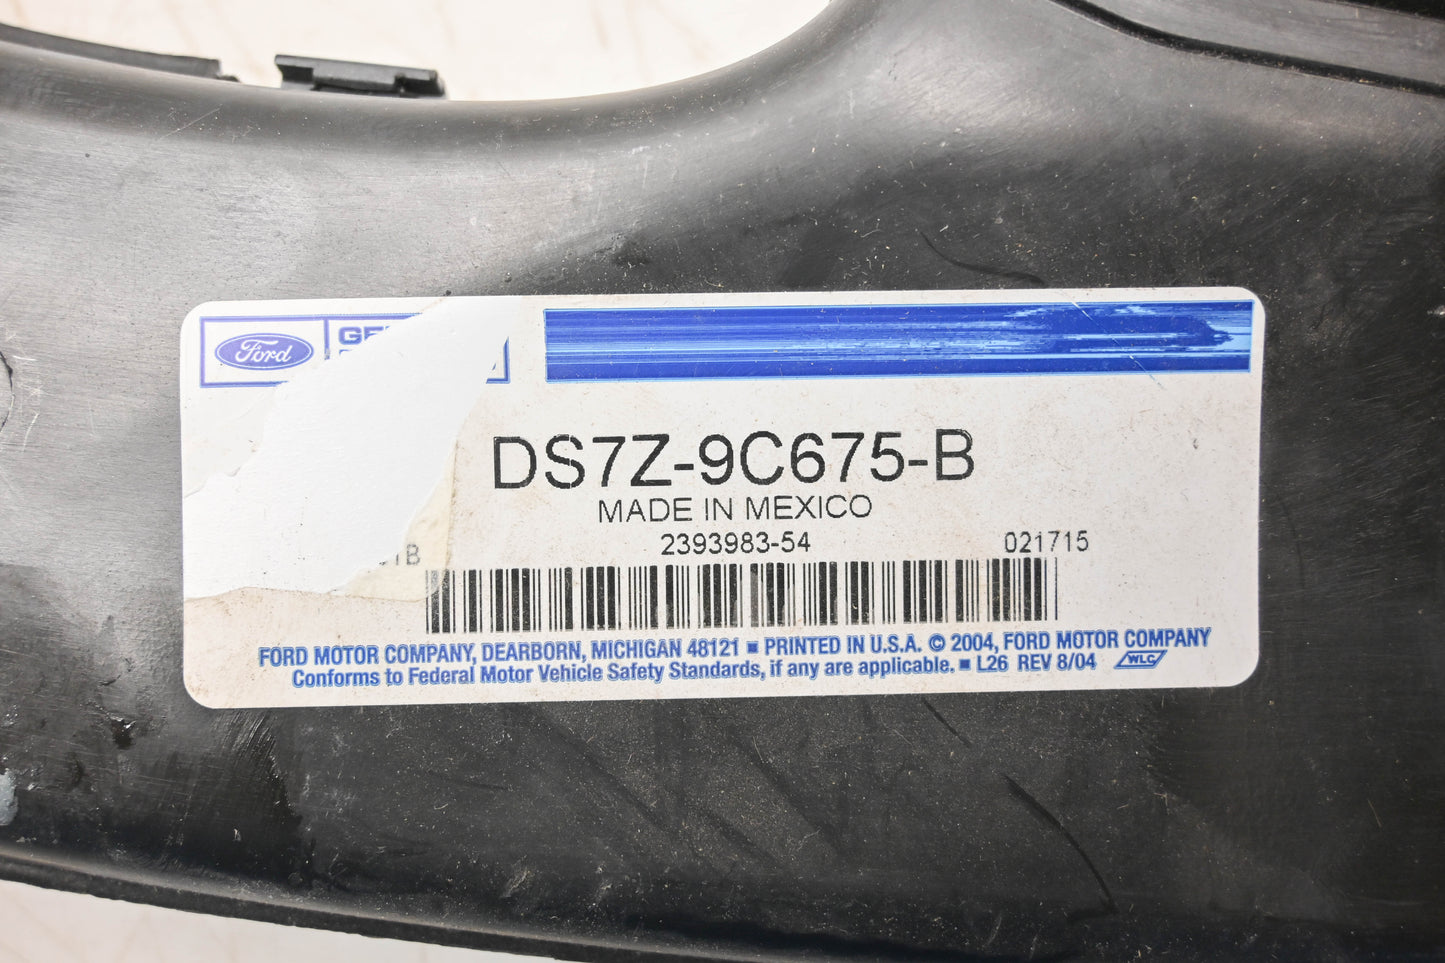 Ford
DS7Z-9C675-B
MADE IN MEXICO
2393983-54
021715
FORD MOTOR COMPANY, DEARBORN, MICHIGAN 48121 ■ PRINTED IN U.S.A. © 2004, FORD MOTOR COMPANY
Conforms to Federal Motor Vehicle Safety Standards, if any are applicable. ■ L26 REV 8/04 WLC